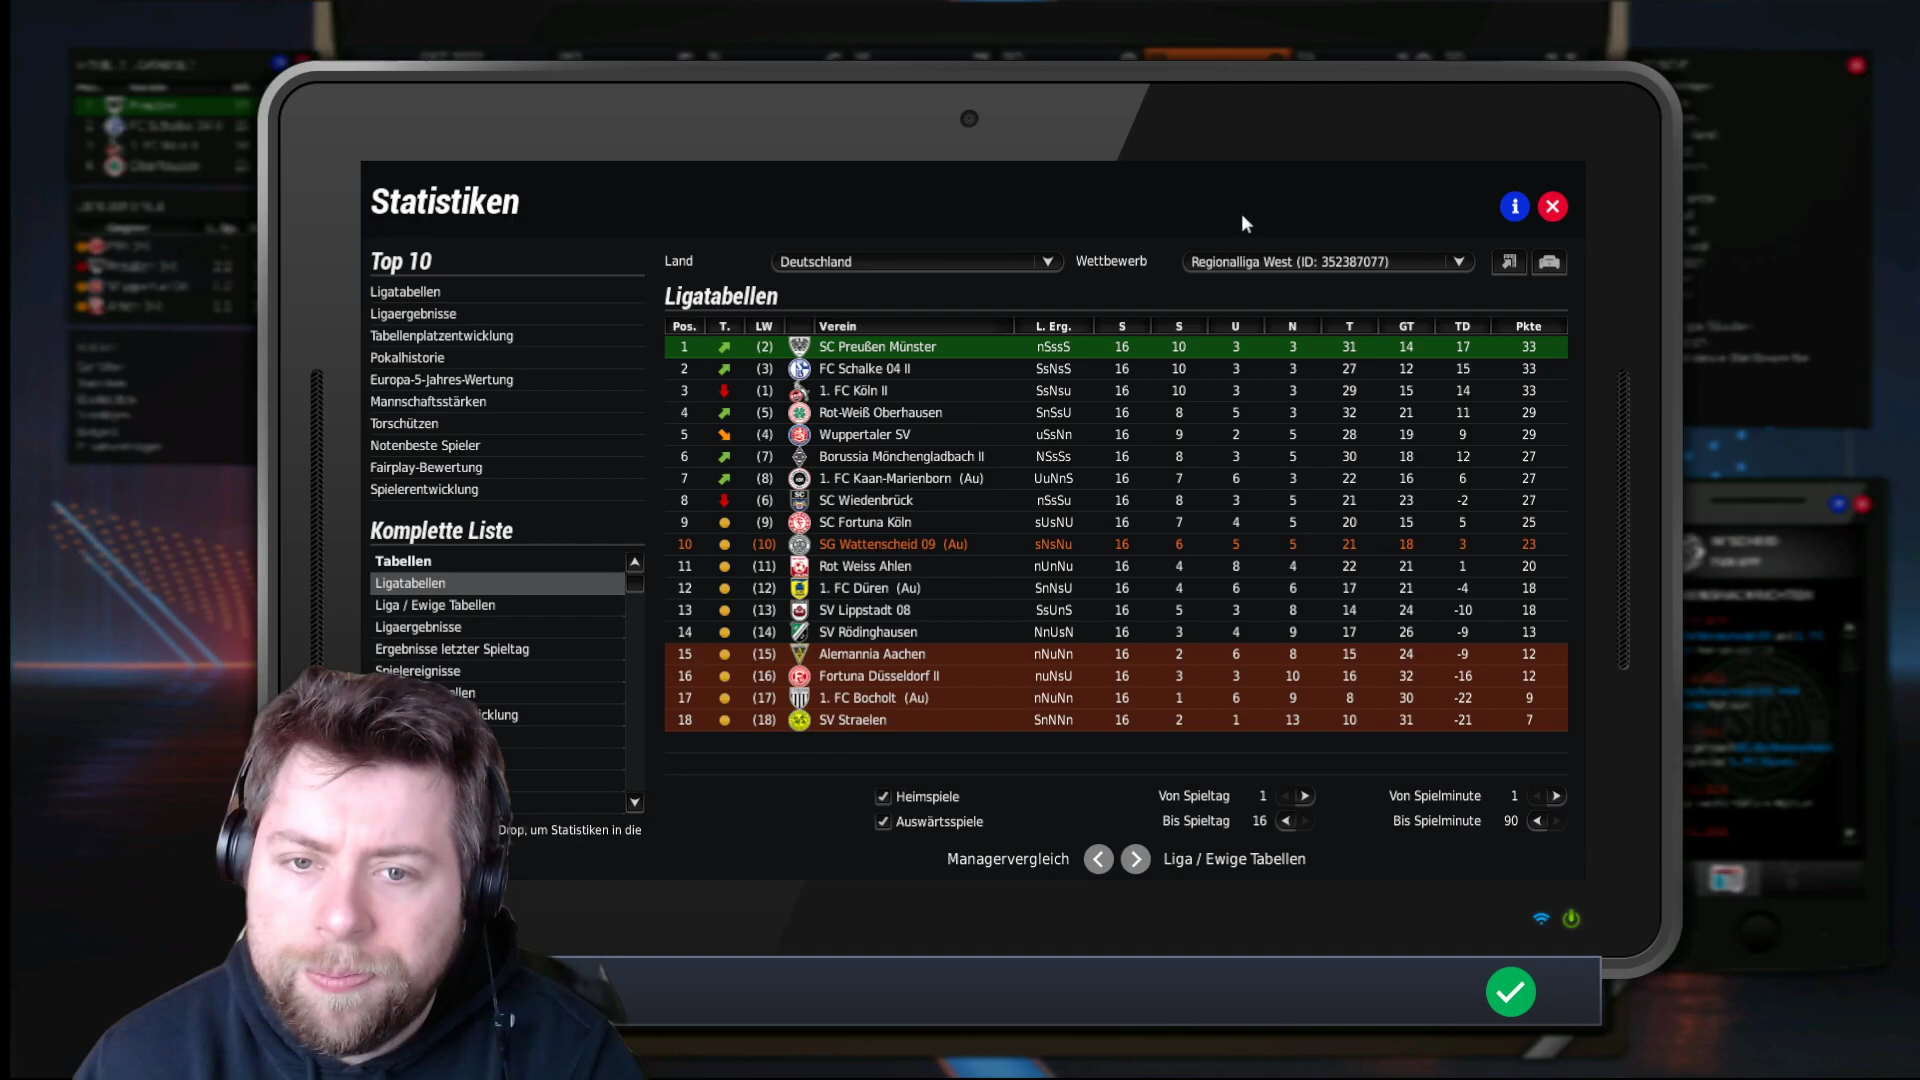 Statistiken
Top 10
Ligatabellen
Ligaergebnisse
Tabellenplatzentwicklung
Pokalhistorie
Europa-5-Jahres-Wertung
Mannschaftsstärken
Torschützen
Notenbeste Spieler
Fairplay-Bewertung
Spielerentwicklung
Komplette Liste
Tabellen
Ligatabellen
Liga / Ewige Tabellen
Ligaergebnisse
Ergebnisse letzter Spieltag
Spielereignisse
Drop, um Statistiken in die
Land Deutschland Wettbewerb Regionalliga West (ID: 352387077)
Ligatabellen
Pos. T. LW Verein L. Erg. S S U N T GT TD Pkte
1 (2) SC Preußen Münster nSssS 16 10 3 3 31 14 17 33
2 (3) FC Schalke 04 II SsNsS 16 10 3 3 27 12 15 33
3 (1) 1. FC Köln II SsNsu 16 10 3 3 29 15 14 33
4 (5) Rot-Weiß Oberhausen SnSsU 16 8 5 3 32 21 11 29
5 (4) Wuppertaler SV uSsNn 16 9 2 5 28 19 9 29
6 (7) Borussia Mönchengladbach II NSsSs 16 8 3 5 30 18 12 27
7 (8) 1. FC Kaan-Marienborn (Au) UuNnS 16 7 6 3 22 16 6 27
8 (6) SC Wiedenbrück nSsSu 16 8 3 5 21 23 -2 27
9 (9) SC Fortuna Köln sUsNU 16 7 4 5 20 15 5 25
10 (10) SG Wattenscheid 09 (Au) sNsNu 16 6 5 5 21 18 3 23
11 (11) Rot Weiss Ahlen nUnNu 16 4 8 4 22 21 1 20
12 (12) 1. FC Düren (Au) SnNsU 16 4 6 6 17 21 -4 18
13 (13) SV Lippstadt 08 SsUnS 16 5 3 8 14 24 -10 18
14 (14) SV Rödinghausen NnUsN 16 3 4 9 17 26 -9 13
15 (15) Alemannia Aachen nNuNn 16 2 6 8 15 24 -9 12
16 (16) Fortuna Düsseldorf II nuNsU 16 3 3 10 16 32 -16 12
17 (17) 1. FC Bocholt (Au) nNuNn 16 1 6 9 8 30 -22 9
18 (18) SV Straelen SnNNn 16 2 1 13 10 31 -21 7
Heimspiele Von Spieltag 1 Von Spielminute 1
Auswärtsspiele Bis Spieltag 16 Bis Spielminute 90
Managervergleich Liga / Ewige Tabellen